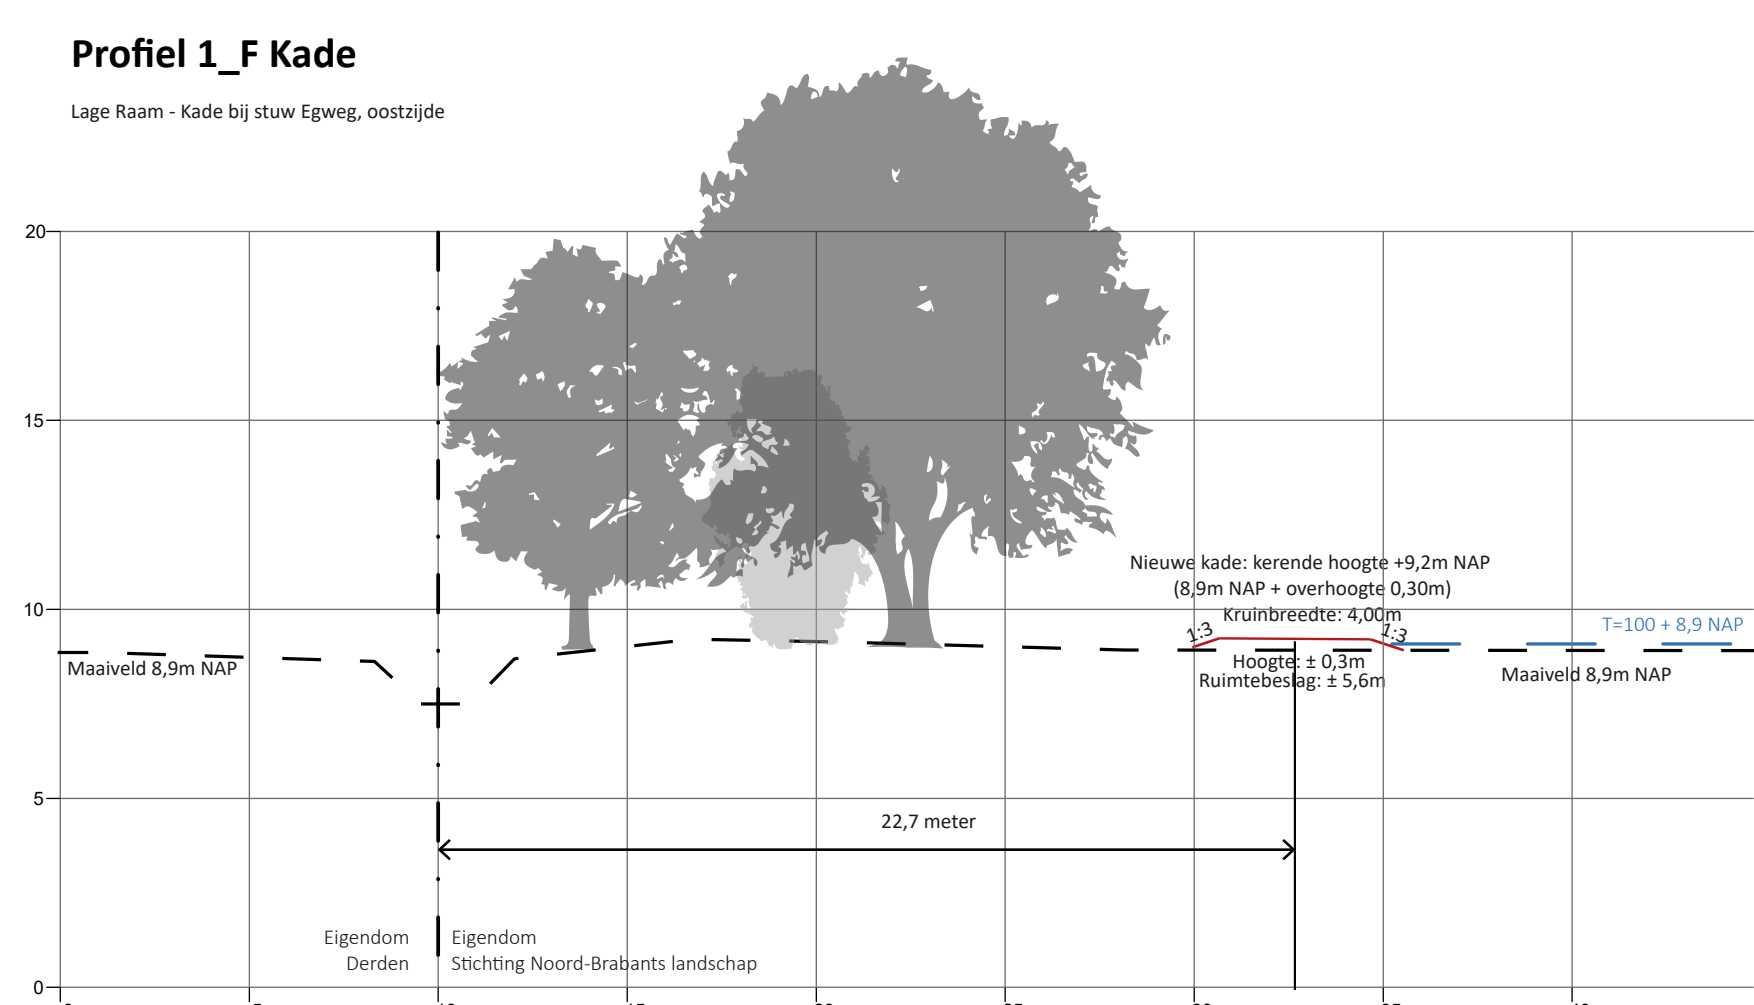 Profiel 1_F Kade
Lage Raam - Kade bij stuw Egweg, oostzijde
20
15
Nieuwe kade: kerende hoogte +9,2m NAP
(8,9m NAP + overhoogte 0,30m)
10
Kruinbreedte: 4,00m
1:3
1:3
T=100 + 8,9 NAP
Maaiveld 8,9m NAP
Hoogte: ± 0,3m
Ruimtebeslag: ± 5,6m
Maaiveld 8,9m NAP
5
22,7 meter
Eigendom
Derden
Eigendom
Stichting Noord-Brabants landschap
0